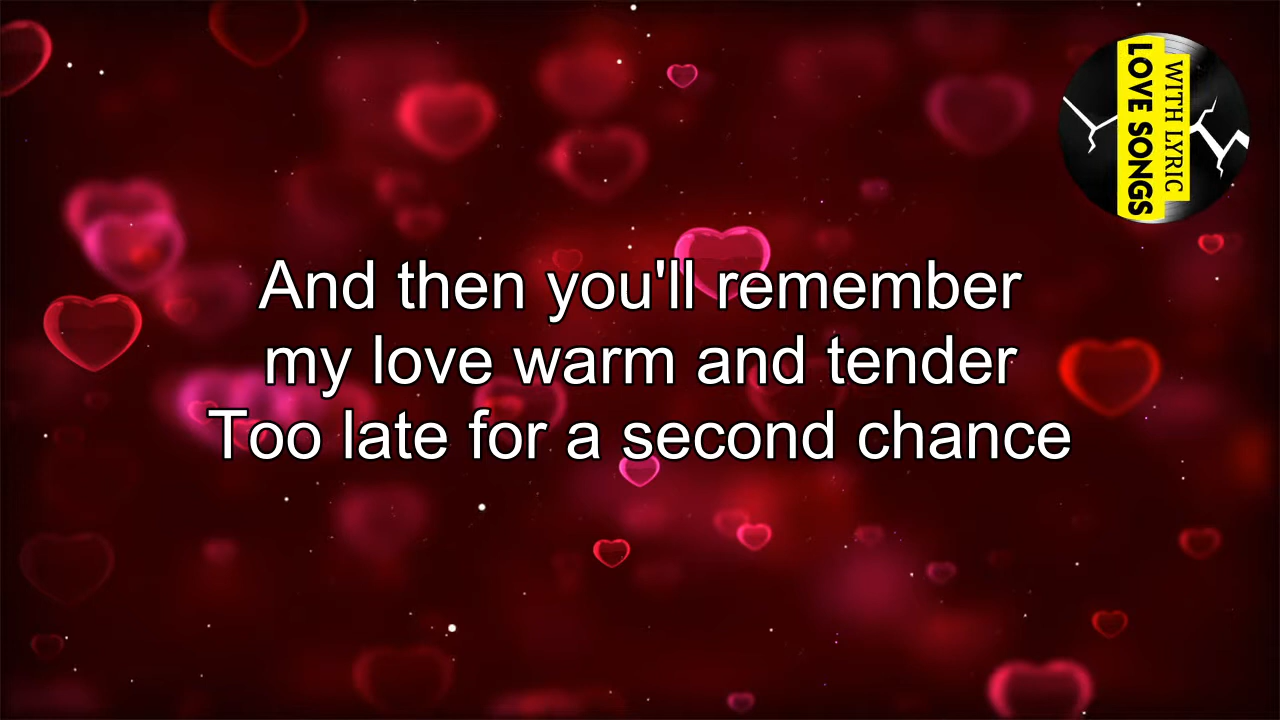 And then you'll remember
my love warm and tender
Too late for a second chance
WITH LYRIC
LOVE SONGS